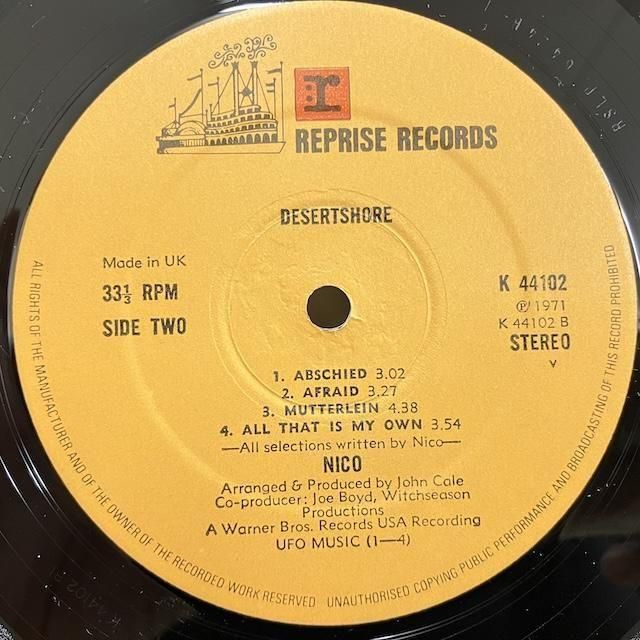 r
REPRISE RECORDS
DESERTSHORE
Made in UK
33⅓ RPM
SIDE TWO
K 44102
Ⓟ 1971
K 44102 B
STEREO
V
1. ABSCHIED 3.02
2. AFRAID 3.27
3. MUTTERLEIN 4.38
4. ALL THAT IS MY OWN 3.54
—All selections written by Nico—
NICO
Arranged & Produced by John Cale
Co-producer: Joe Boyd, Witchseason
Productions
A Warner Bros. Records USA Recording
UFO MUSIC (1—4)
ALL RIGHTS OF THE MANUFACTURER AND OF THE OWNER OF THE RECORDED WORK RESERVED UNAUTHORISED COPYING PUBLIC PERFORMANCE AND BROADCASTING OF THIS RECORD PROHIBITED